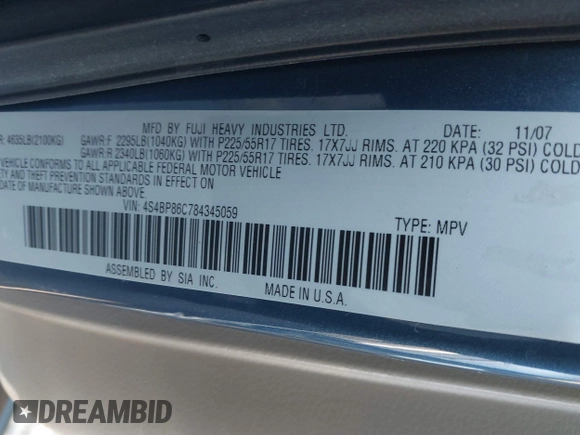 MFD. BY FUJI HEAVY INDUSTRIES LTD. DATE: 11/07
R: 4635LB(2100KG) GAWR:F 2295LB(1040KG) WITH P225/55R17 TIRES. 17X7JJ RIMS. AT 220 KPA (32 PSI) COLD
GAWR:R 2340LB(1060KG) WITH P225/55R17 TIRES. 17X7JJ RIMS. AT 210 KPA (30 PSI) COLD
VEHICLE CONFORMS TO ALL APPLICABLE FEDERAL MOTOR VEHICLE
TY AND THEFT PREVENTION STANDARDS IN EFFECT ON
SHOWN ABOVE.
VIN: 4S4BP86C784345059 TYPE: MPV
ASSEMBLED BY SIA INC. MADE IN U.S.A.
DREAMBID